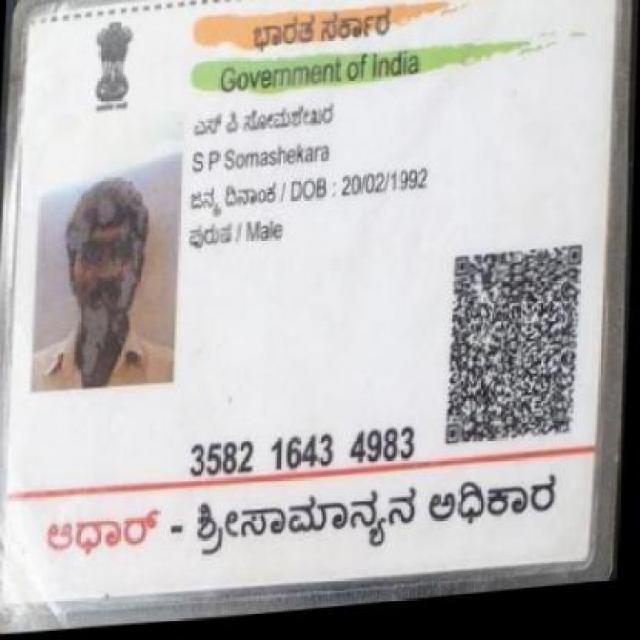 ಭಾರತ ಸರ್ಕಾರ
Government of India
ಎಸ್ ಪಿ ಸೋಮಶೇಖರ
S P Somashekara
ಜನ್ಮ ದಿನಾಂಕ / DOB : 20/02/1992
ಪುರುಷ / Male
3582 1643 4983
ಆಧಾರ್ - ಶ್ರೀಸಾಮಾನ್ಯನ ಅಧಿಕಾರ